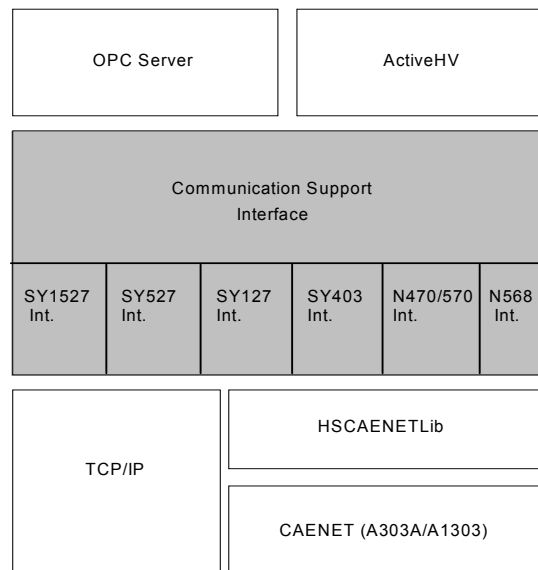 OPC Server
ActiveHV
Communication Support
Interface
SY1527
Int.
SY527
Int.
SY127
Int.
SY403
Int.
N470/570
Int.
N568
Int.
TCP/IP
HSCAENETLib
CAENET (A303A/A1303)